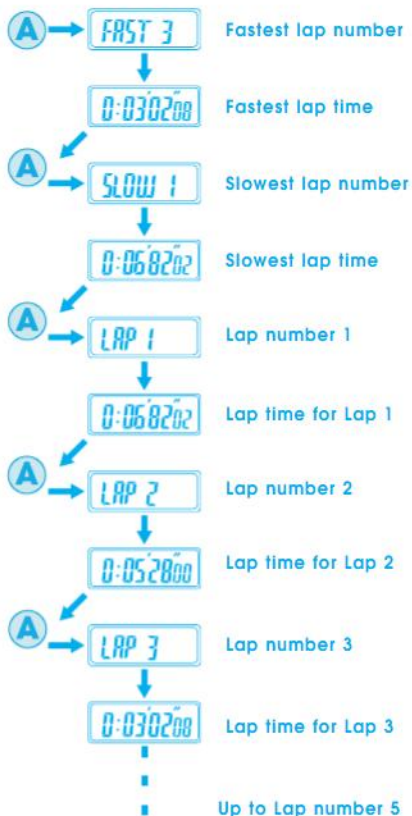 A FAST 3 Fastest lap number
0:03'02"08 Fastest lap time
A SLOW 1 Slowest lap number
0:06'82"02 Slowest lap time
A LAP 1 Lap number 1
0:06'82"02 Lap time for Lap 1
A LAP 2 Lap number 2
0:05'28"00 Lap time for Lap 2
A LAP 3 Lap number 3
0:03'02"08 Lap time for Lap 3
Up to Lap number 5